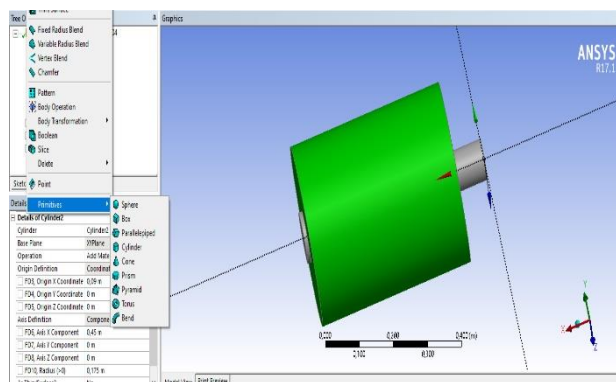 Tree O
Graphics
Fixed Radius Blend
Variable Radius Blend
Vertex Blend
Chamfer
Pattern
Body Operation
Body Transformation
Boolean
Slice
Delete
Point
Primitives
Sphere
Box
Parallelepiped
Cylinder
Cone
Prism
Pyramid
Torus
Bend
Details of Cylinder2
Cylinder Cylinder2
Base Plane XYPlane
Operation Add Mate
Origin Definition Coordinat
FD3, Origin X Coordinate 0,09 m
FD4, Origin Y Coordinate 0 m
FD5, Origin Z Coordinate 0 m
Axis Definition Compone
FD6, Axis X Component 0,45 m
FD7, Axis Y Component 0 m
FD8, Axis Z Component 0 m
FD10, Radius (>0) 0,175 m
ANSYS
R17.1
0,000 0,200 0,400 (m)
0,100 0,300
Y
X
Z
Model View Print Preview